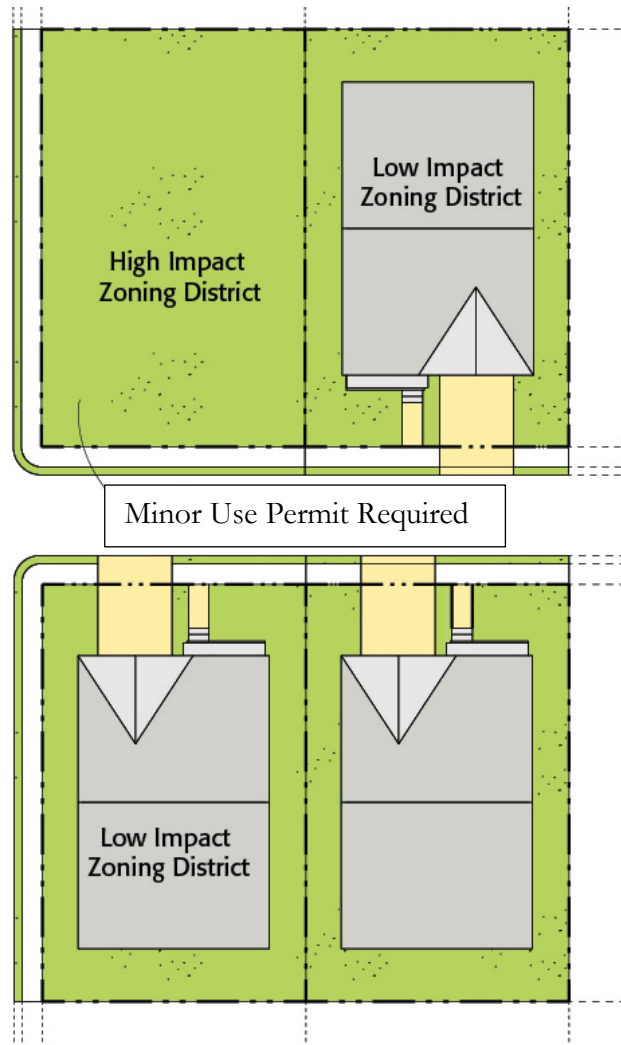 Low Impact
Zoning District
High Impact
Zoning District
Minor Use Permit Required
Low Impact
Zoning District